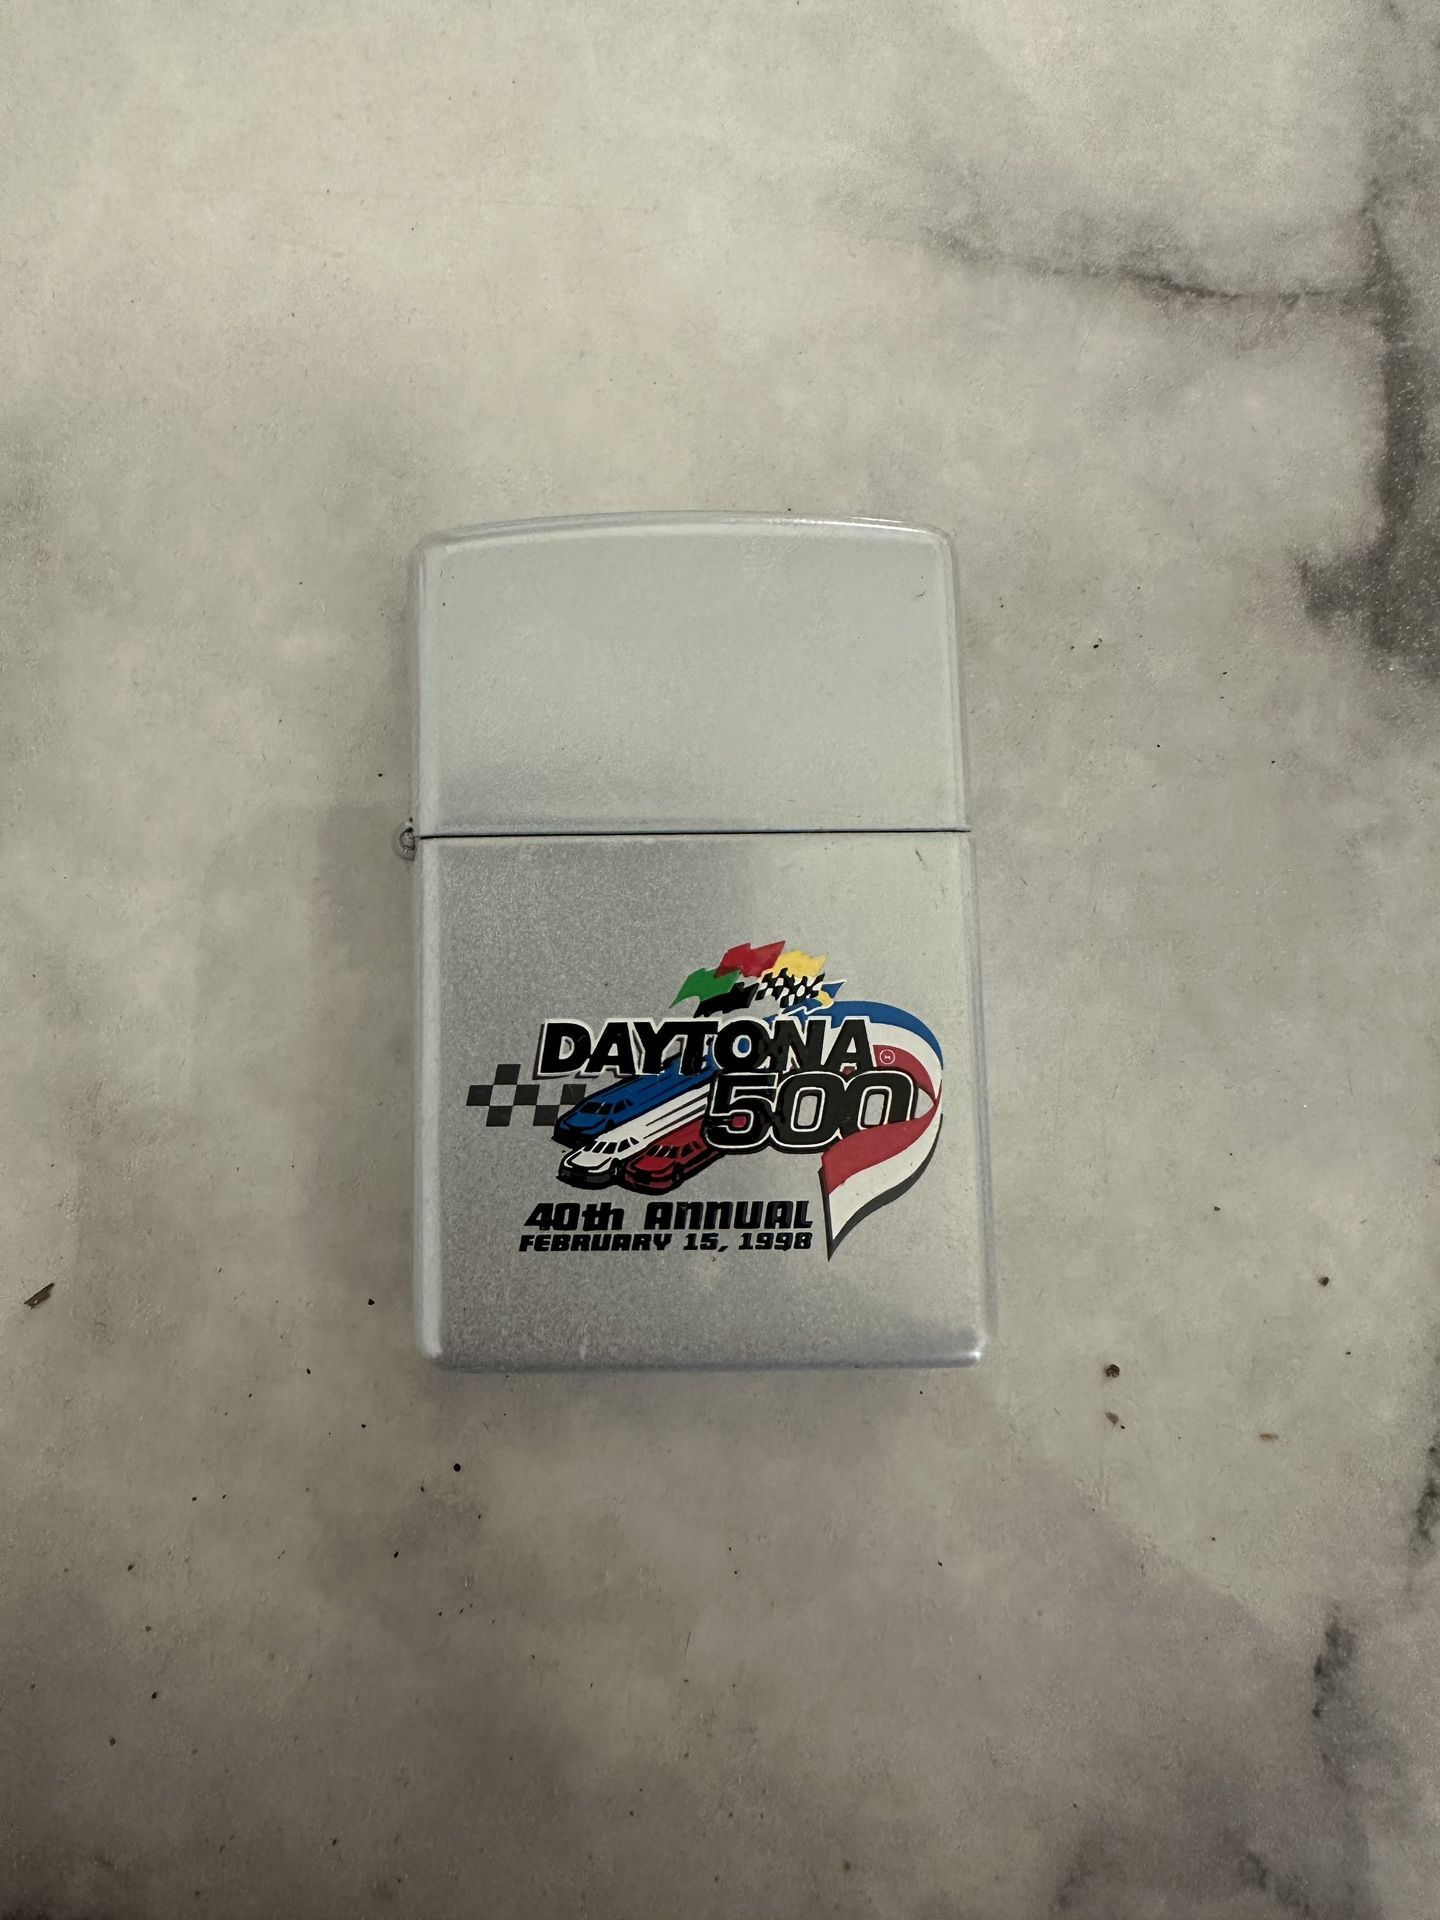 DAYTONA
500
40th ANNUAL
FEBRUARY 15, 1998